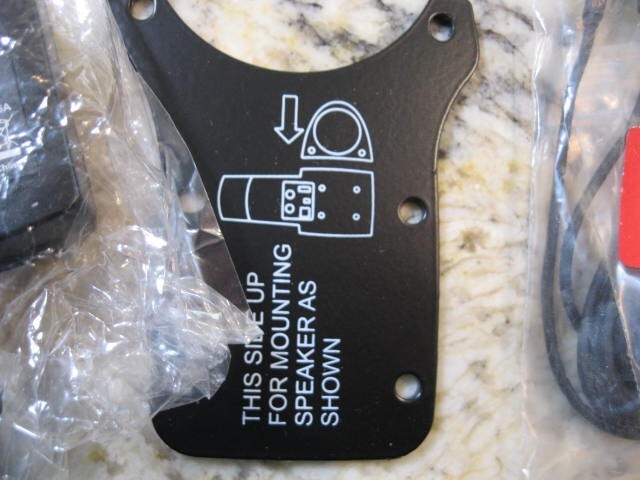 THIS SIDE UP
FOR MOUNTING
SPEAKER AS
SHOWN